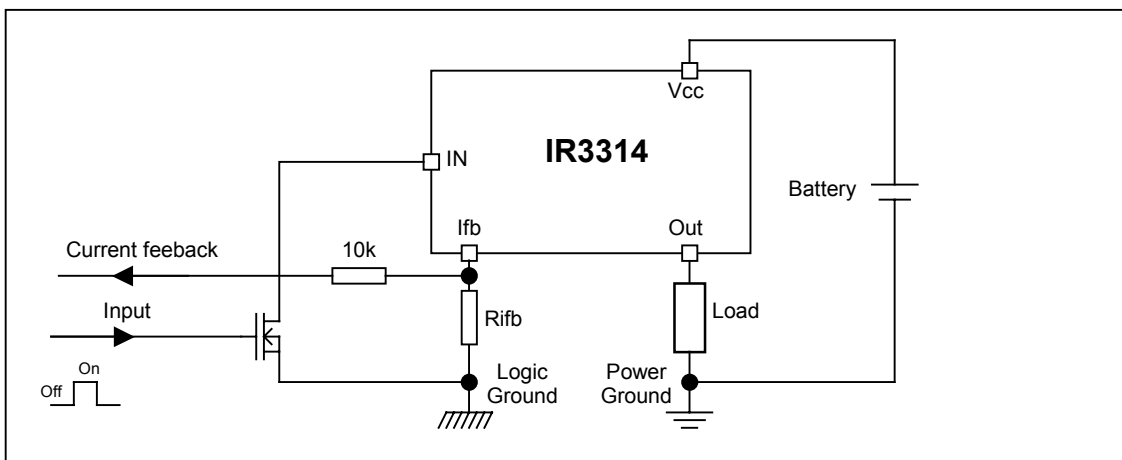 Vcc
IN
IR3314
Battery
Ifb
Out
Current feeback
10k
Input
Rifb
Load
On
Off
Logic
Ground
Power
Ground